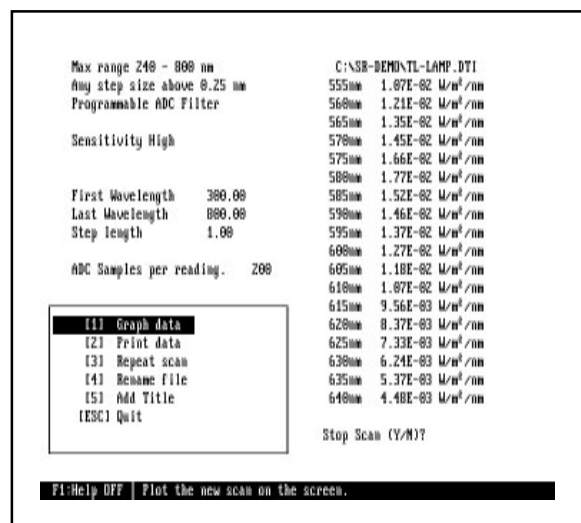 Max range 240 - 800 nm
Any step size above 0.25 nm
Programmable ADC Filter
Sensitivity High
First Wavelength 300.00
Last Wavelength 800.00
Step length 1.00
ADC Samples per reading. 200
[1] Graph data
[2] Print data
[3] Repeat scan
[4] Rename file
[5] Add Title
[ESC] Quit
C:\SR-DEMO\TL-LAMP.DTI
555nm 1.07E-02 W/m²/nm
560nm 1.21E-02 W/m²/nm
565nm 1.35E-02 W/m²/nm
570nm 1.45E-02 W/m²/nm
575nm 1.66E-02 W/m²/nm
580nm 1.77E-02 W/m²/nm
585nm 1.52E-02 W/m²/nm
590nm 1.46E-02 W/m²/nm
595nm 1.37E-02 W/m²/nm
600nm 1.27E-02 W/m²/nm
605nm 1.18E-02 W/m²/nm
610nm 1.07E-02 W/m²/nm
615nm 9.56E-03 W/m²/nm
620nm 8.37E-03 W/m²/nm
625nm 7.33E-03 W/m²/nm
630nm 6.24E-03 W/m²/nm
635nm 5.37E-03 W/m²/nm
640nm 4.48E-03 W/m²/nm
Stop Scan (Y/N)?
F1:Help OFF | Plot the new scan on the screen.